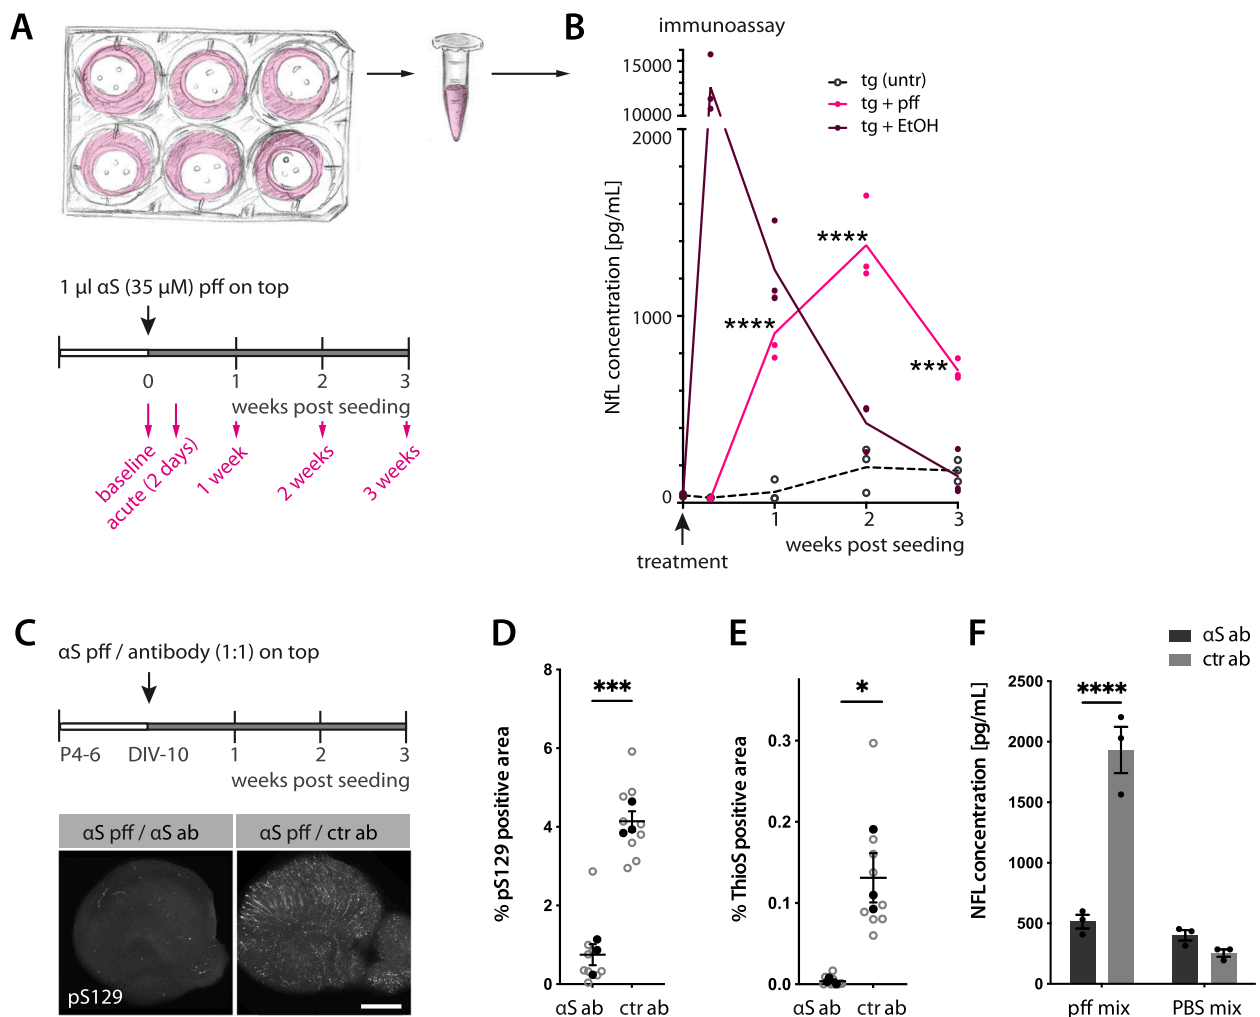 A
B
immunoassay
15000
10000
2000
1000
0
NfL concentration [pg/mL]
tg (untr)
tg + pff
tg + EtOH
****
****
***
1
2
3
weeks post seeding
treatment
1 µl αS (35 µM) pff on top
0
1
2
3
weeks post seeding
baseline
acute (2 days)
1 week
2 weeks
3 weeks
C
αS pff / antibody (1:1) on top
P4-6
DIV-10
1
2
3
weeks post seeding
αS pff / αS ab
αS pff / ctr ab
pS129
D
% pS129 positive area
8
6
4
2
0
***
αS ab
ctr ab
E
% ThioS positive area
0.3
0.2
0.1
0.0
*
αS ab
ctr ab
F
αS ab
ctr ab
NFL concentration [pg/mL]
2500
2000
1500
1000
500
0
****
pff mix
PBS mix